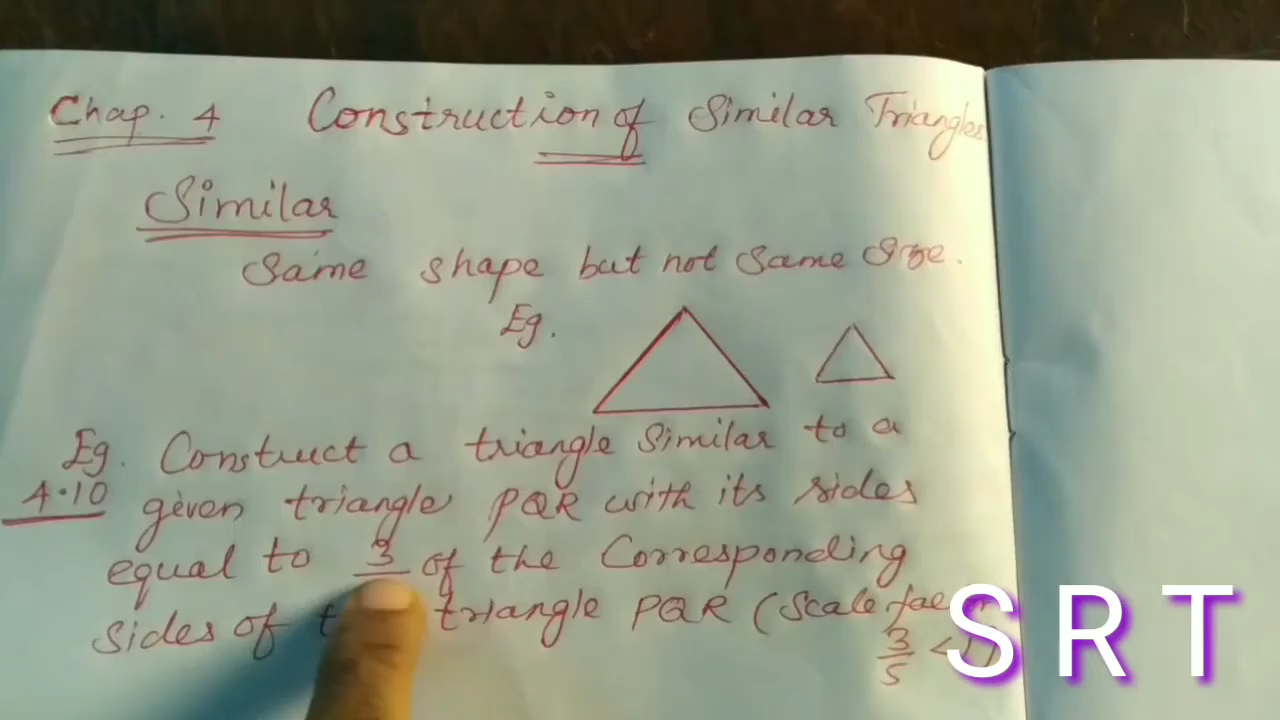 Chap. 4 Construction of Similar Triangles
Similar
Same shape but not same size.
Eg.
Eg. Construct a triangle similar to a
4.10 given triangle PQR with its sides
equal to 3 of the Corresponding
sides of triangle PQR (scale
3/5 <
SRT